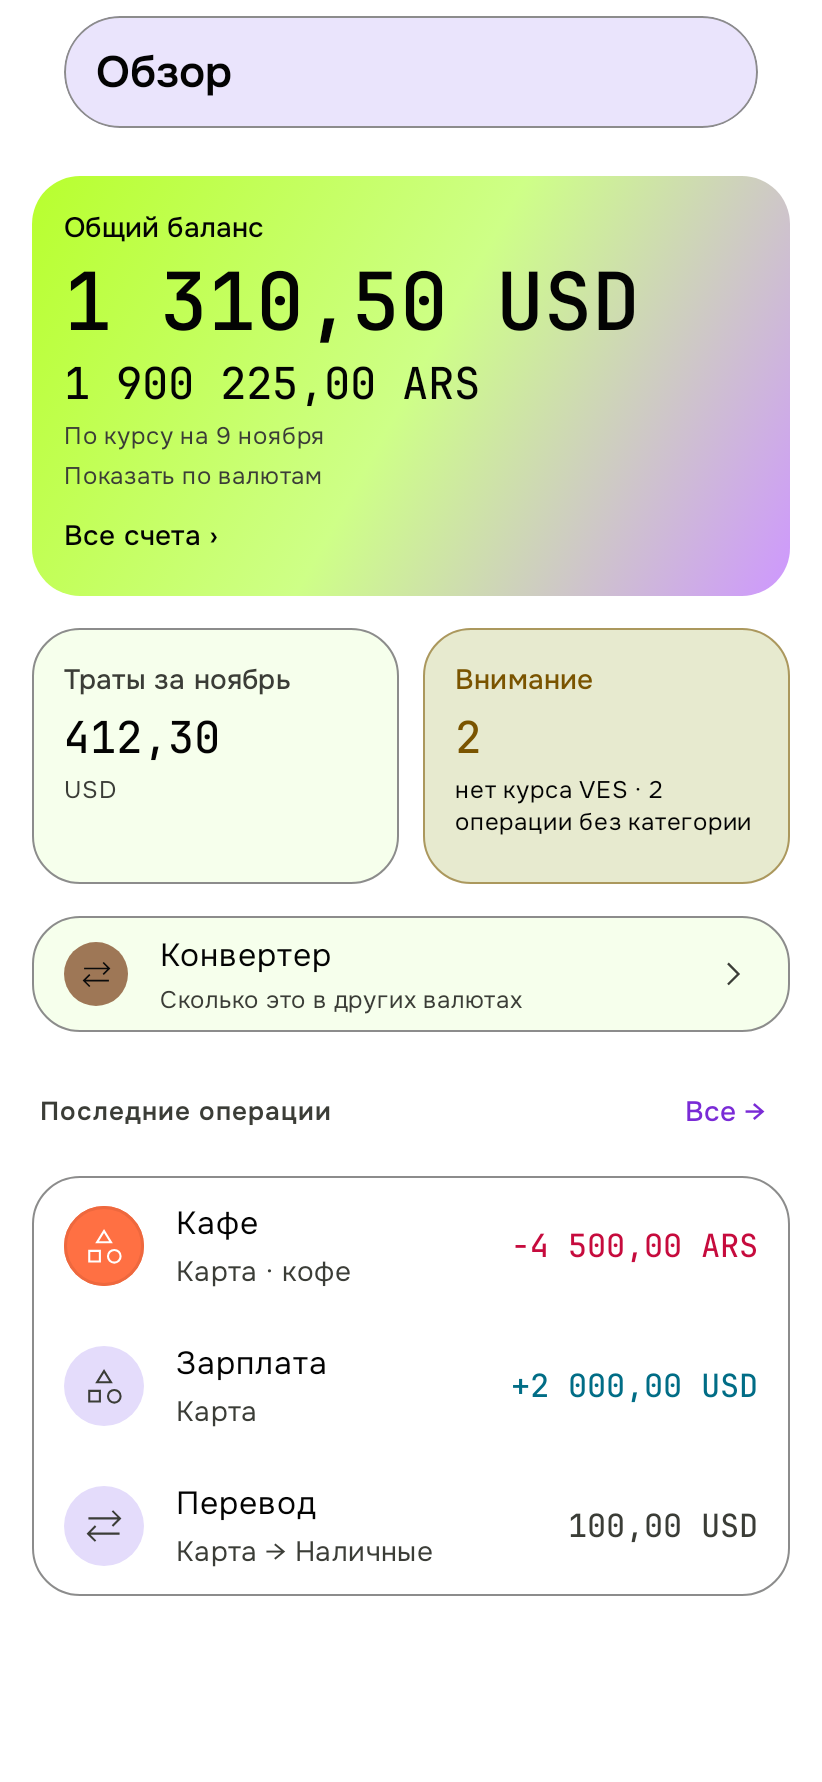 Обзор
Общий баланс
1 310,50 USD
1 900 225,00 ARS
По курсу на 9 ноября
Показать по валютам
Все счета ›
Траты за ноябрь
412,30
USD
Внимание
2
нет курса VES · 2
операции без категории
Конвертер
Сколько это в других валютах
Последние операции
Все →
Кафе
Карта · кофе
-4 500,00 ARS
Зарплата
Карта
+2 000,00 USD
Перевод
Карта → Наличные
100,00 USD